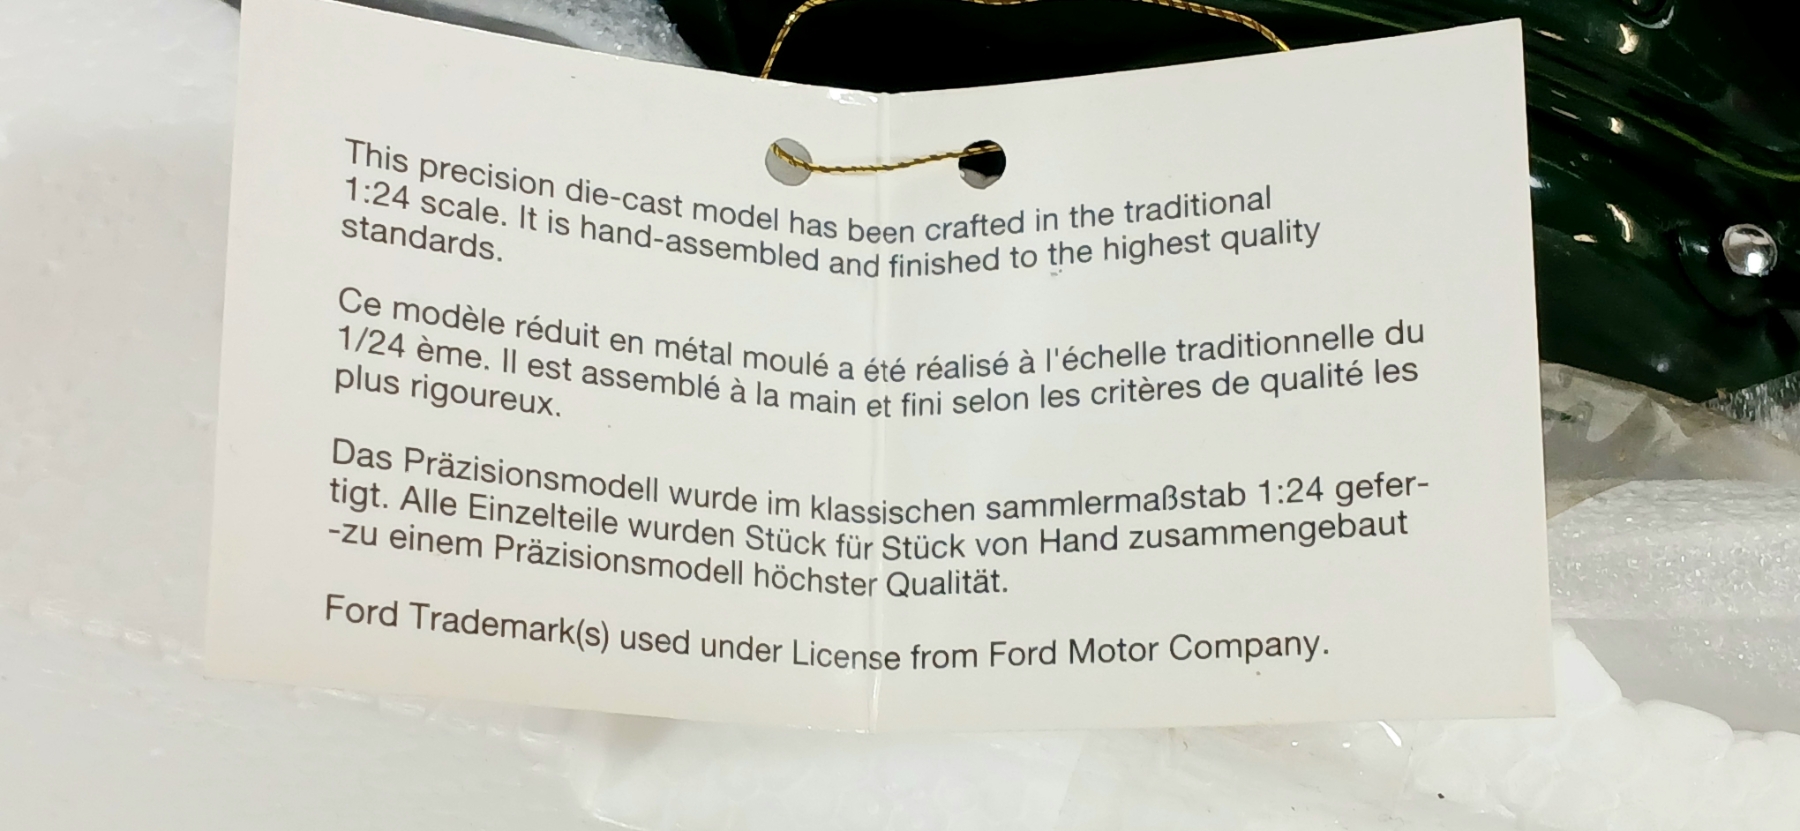 This precision die-cast model has been crafted in the traditional
1:24 scale. It is hand-assembled and finished to the highest quality
standards.
Ce modèle réduit en métal moulé a été réalisé à l'échelle traditionnelle du
1/24 ème. Il est assemblé à la main et fini selon les critères de qualité les
plus rigoureux.
Das Präzisionsmodell wurde im klassischen sammlermaßstab 1:24 gefer-
tigt. Alle Einzelteile wurden Stück für Stück von Hand zusammengebaut
-zu einem Präzisionsmodell höchster Qualität.
Ford Trademark(s) used under License from Ford Motor Company.